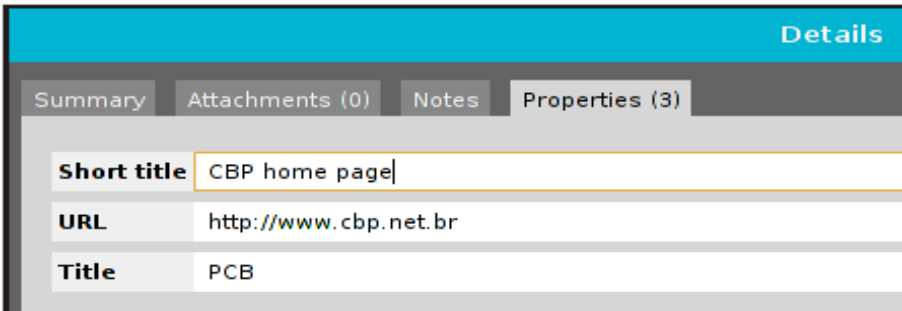 Details
Summary Attachments (0) Notes Properties (3)
Short title CBP home page
URL http://www.cbp.net.br
Title PCB